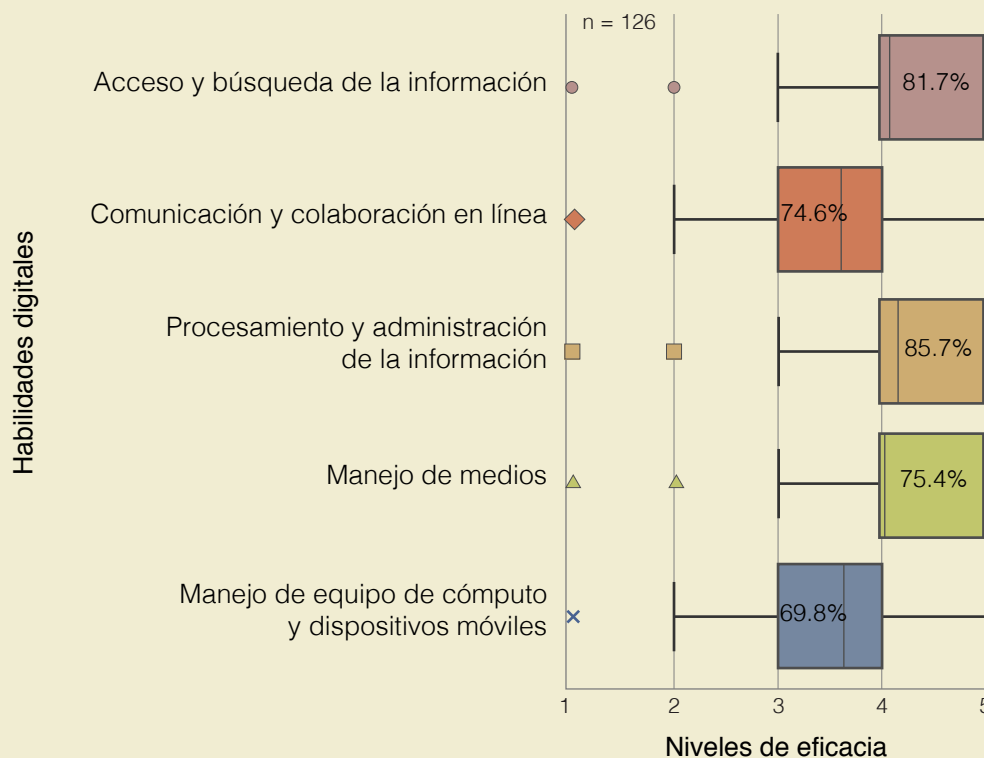 n = 126
Acceso y búsqueda de la información
81.7%
Comunicación y colaboración en línea
74.6%
Procesamiento y administración
de la información
85.7%
Manejo de medios
75.4%
Manejo de equipo de cómputo
y dispositivos móviles
69.8%
Habilidades digitales
1 2 3 4 5
Niveles de eficacia